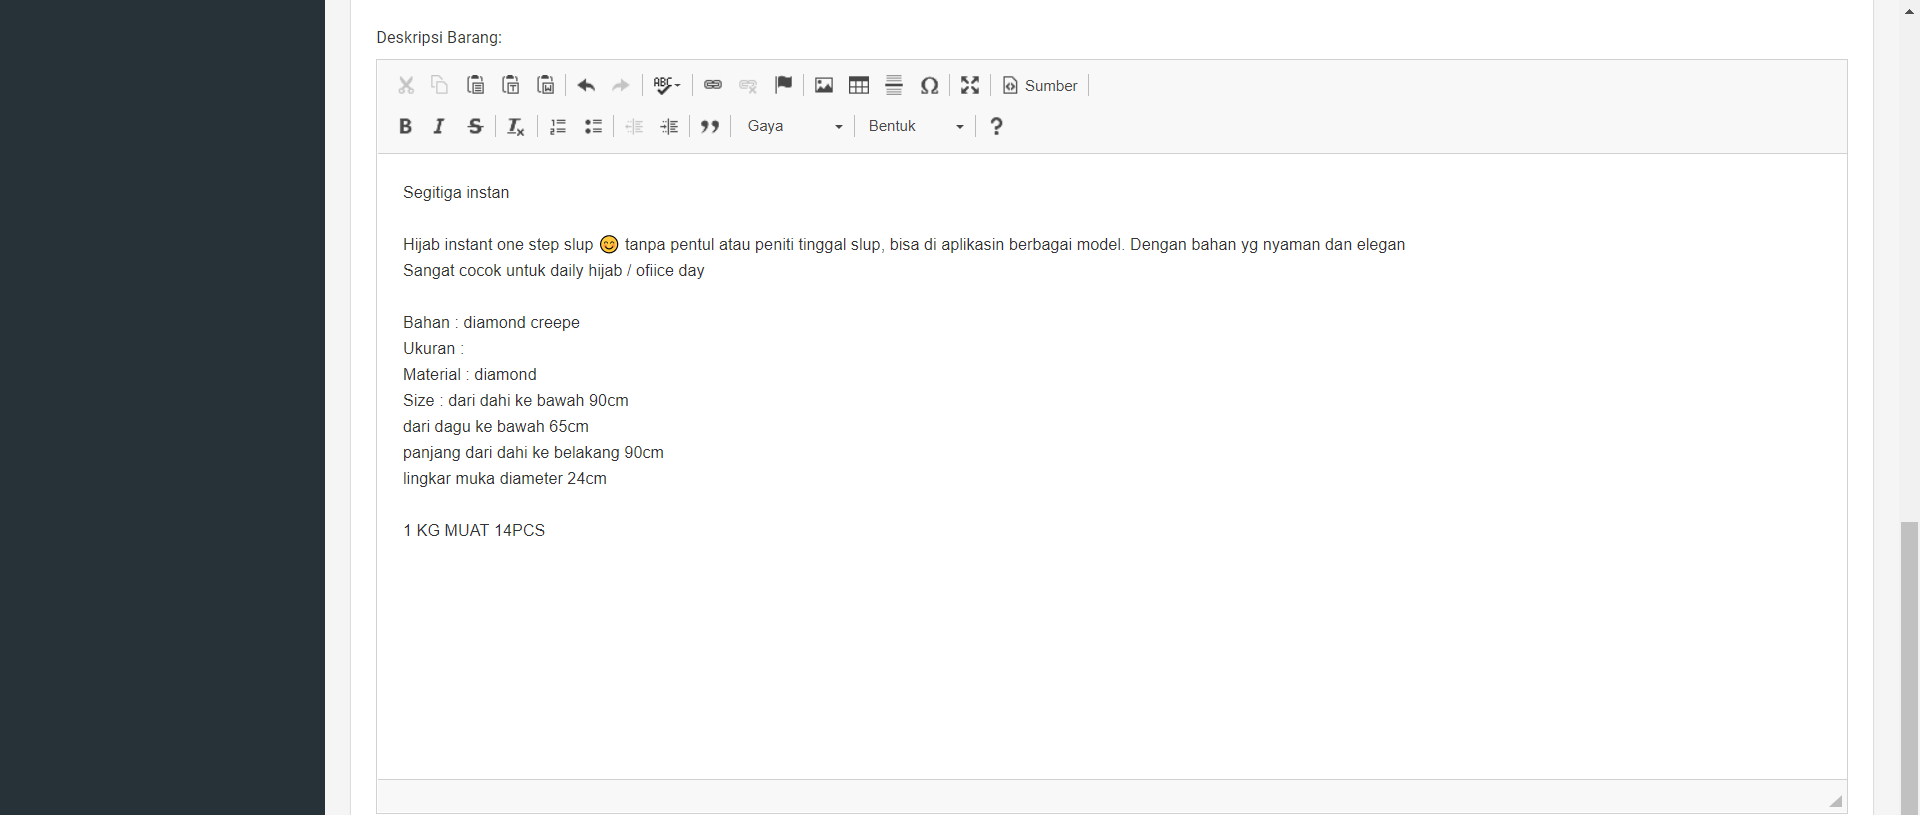 Deskripsi Barang:
Sumber
Gaya
Bentuk
Segitiga instan
Hijab instant one step slup 😊 tanpa pentul atau peniti tinggal slup, bisa di aplikasin berbagai model. Dengan bahan yg nyaman dan elegan
Sangat cocok untuk daily hijab / ofiice day
Bahan : diamond creepe
Ukuran :
Material : diamond
Size : dari dahi ke bawah 90cm
dari dagu ke bawah 65cm
panjang dari dahi ke belakang 90cm
lingkar muka diameter 24cm
1 KG MUAT 14PCS